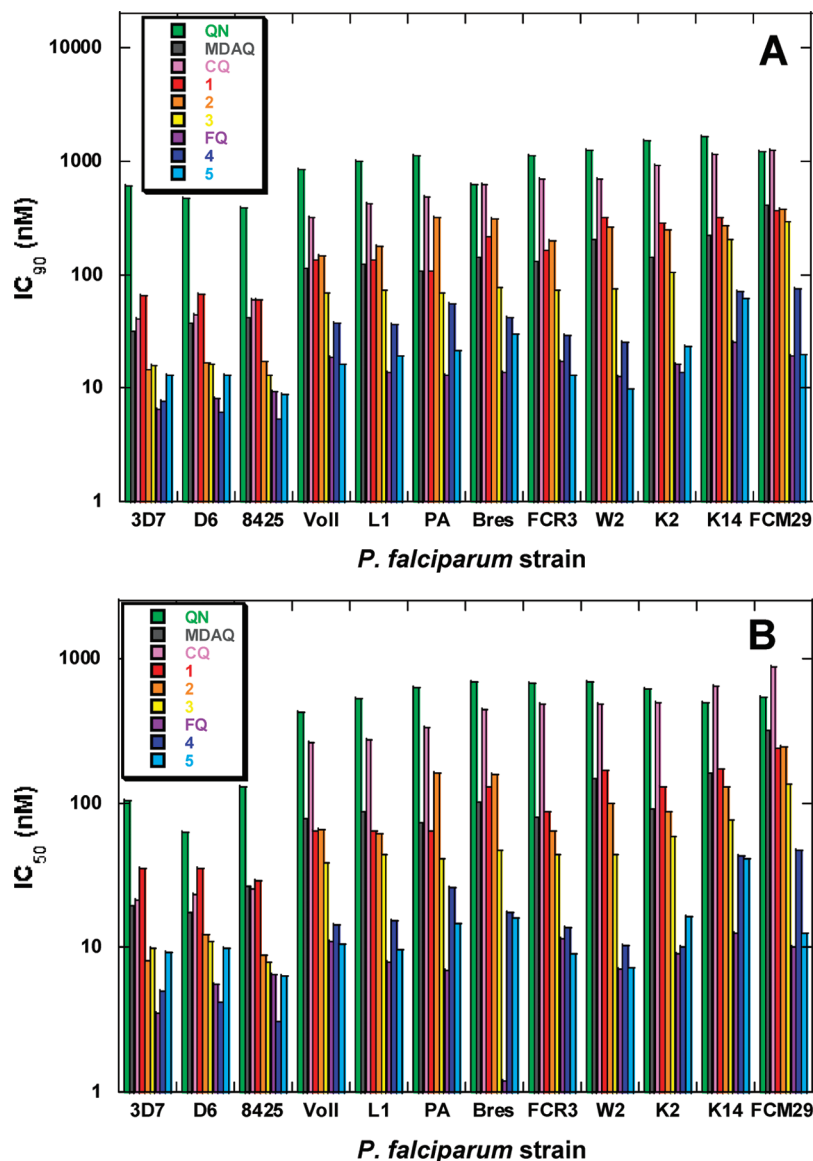 A
QN
MDAQ
CQ
1
2
3
FQ
4
5
10000
1000
100
10
1
IC90 (nM)
3D7 D6 8425 Voll L1 PA Bres FCR3 W2 K2 K14 FCM29
P. falciparum strain
B
QN
MDAQ
CQ
1
2
3
FQ
4
5
1000
100
10
1
IC50 (nM)
3D7 D6 8425 Voll L1 PA Bres FCR3 W2 K2 K14 FCM29
P. falciparum strain